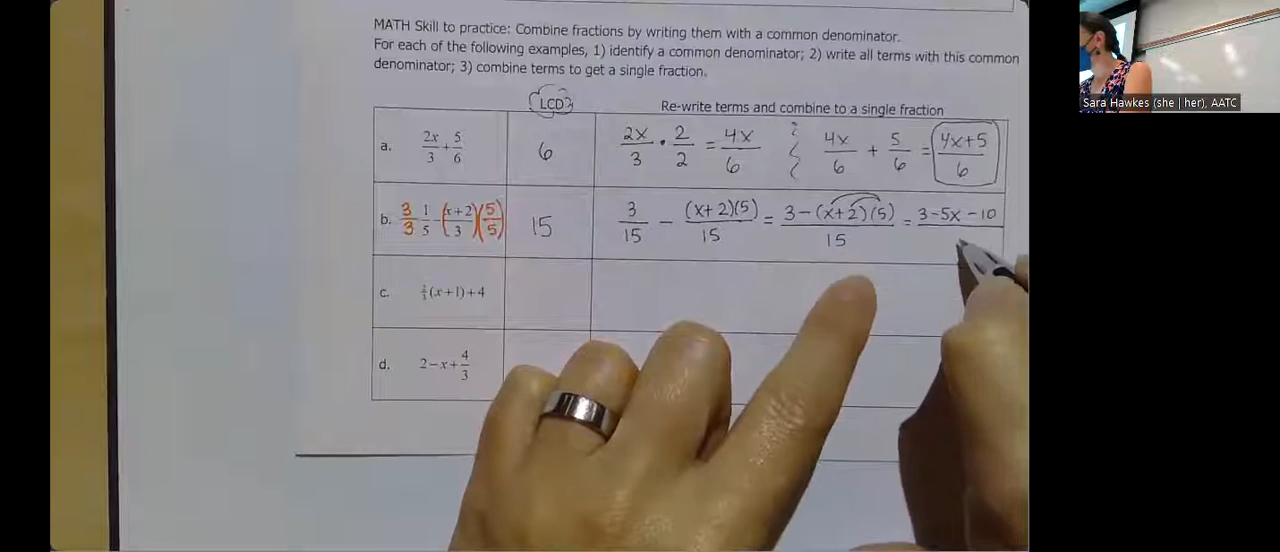 MATH Skill to practice: Combine fractions by writing them with a common denominator.
For each of the following examples, 1) identify a common denominator; 2) write all terms with this common
denominator; 3) combine terms to get a single fraction.
LCD Re-write terms and combine to a single fraction
a. 2x/3 + 5/6 6 2x/3 • 2/2 = 4x/6 4x/6 + 5/6 = 4x+5/6
b. 3/3 1/5 - (x+2/3)(5/5) 15 3/15 - (x+2)(5)/15 = 3-(x+2)(5)/15 = 3-5x-10
c. (x+1)+4
d. 2-x+4/3
Sara Hawkes (she | her), AATC